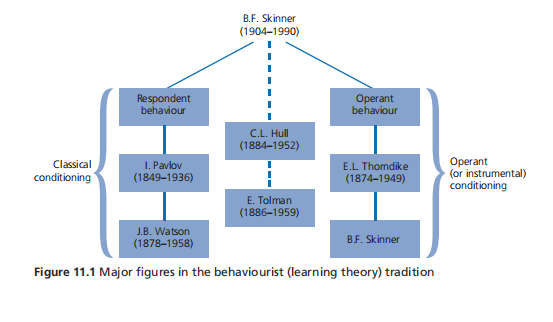 B.F. Skinner
(1904–1990)
Respondent
behaviour
Operant
behaviour
C.L. Hull
(1884–1952)
Classical
conditioning
I. Pavlov
(1849–1936)
E.L. Thorndike
(1874–1949)
Operant
(or instrumental)
conditioning
E. Tolman
(1886–1959)
J.B. Watson
(1878–1958)
B.F. Skinner
Figure 11.1 Major figures in the behaviourist (learning theory) tradition